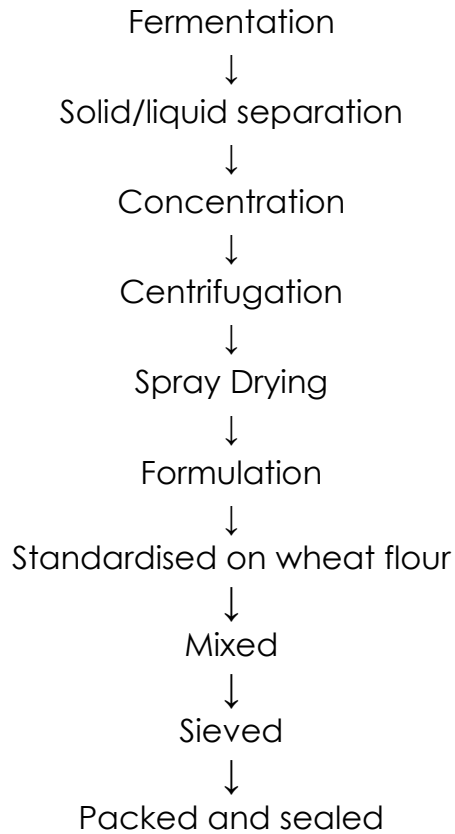 Fermentation
↓
Solid/liquid separation
↓
Concentration
↓
Centrifugation
↓
Spray Drying
↓
Formulation
↓
Standardised on wheat flour
↓
Mixed
↓
Sieved
↓
Packed and sealed